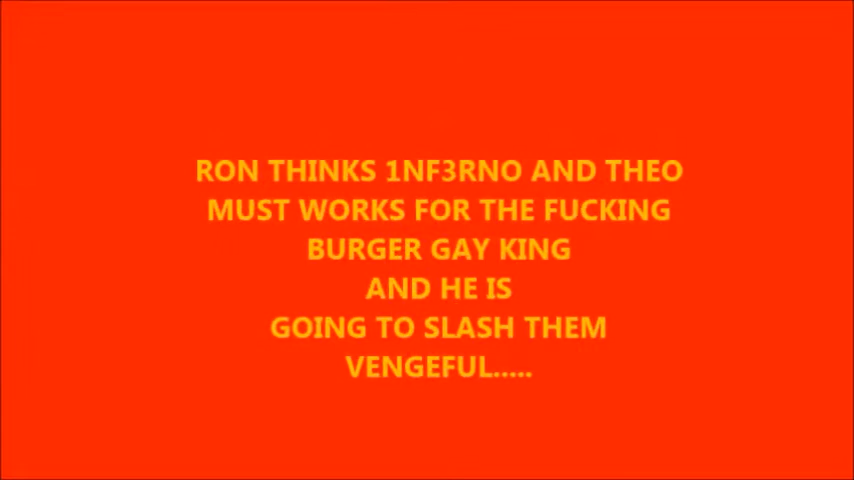 RON THINKS 1NF3RNO AND THEO
MUST WORKS FOR THE FUCKING
BURGER GAY KING
AND HE IS
GOING TO SLASH THEM
VENGEFUL.....